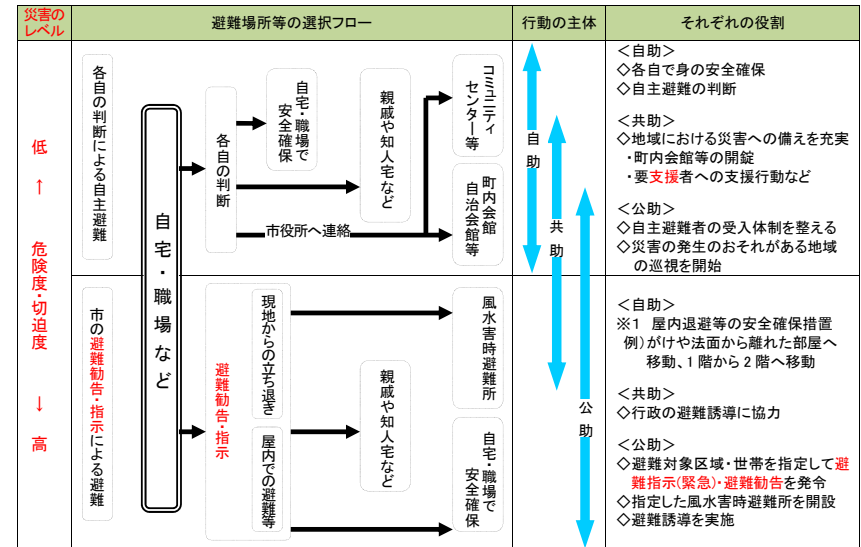 災害の
レベル
避難場所等の選択フロー
行動の主体
それぞれの役割
低
↑
危険度・切迫度
↓
高
各自の判断による自主避難
市の避難勧告・指示による避難
自宅・職場など
各自の判断
自宅・職場で
安全確保
親戚や知人宅など
コミュニティ
センター等
市役所へ連絡
町内会館
自治会館等
避難勧告・指示
現地からの立ち退き
屋内での避難等
風水害時避難所
親戚や知人宅など
自宅・職場で
安全確保
自助
共助
公助
＜自助＞
◇各自で身の安全確保
◇自主避難の判断
＜共助＞
◇地域における災害への備えを充実
・町内会館等の開錠
・要支援者への支援行動など
＜公助＞
◇自主避難者の受入体制を整える
◇災害の発生のおそれがある地域
の巡視を開始
＜自助＞
※１　屋内退避等の安全確保措置
例）がけや法面から離れた部屋へ
移動、１階から２階へ移動
＜共助＞
◇行政の避難誘導に協力
＜公助＞
◇避難対象区域・世帯を指定して避
難指示(緊急)・避難勧告を発令
◇指定した風水害時避難所を開設
◇避難誘導を実施